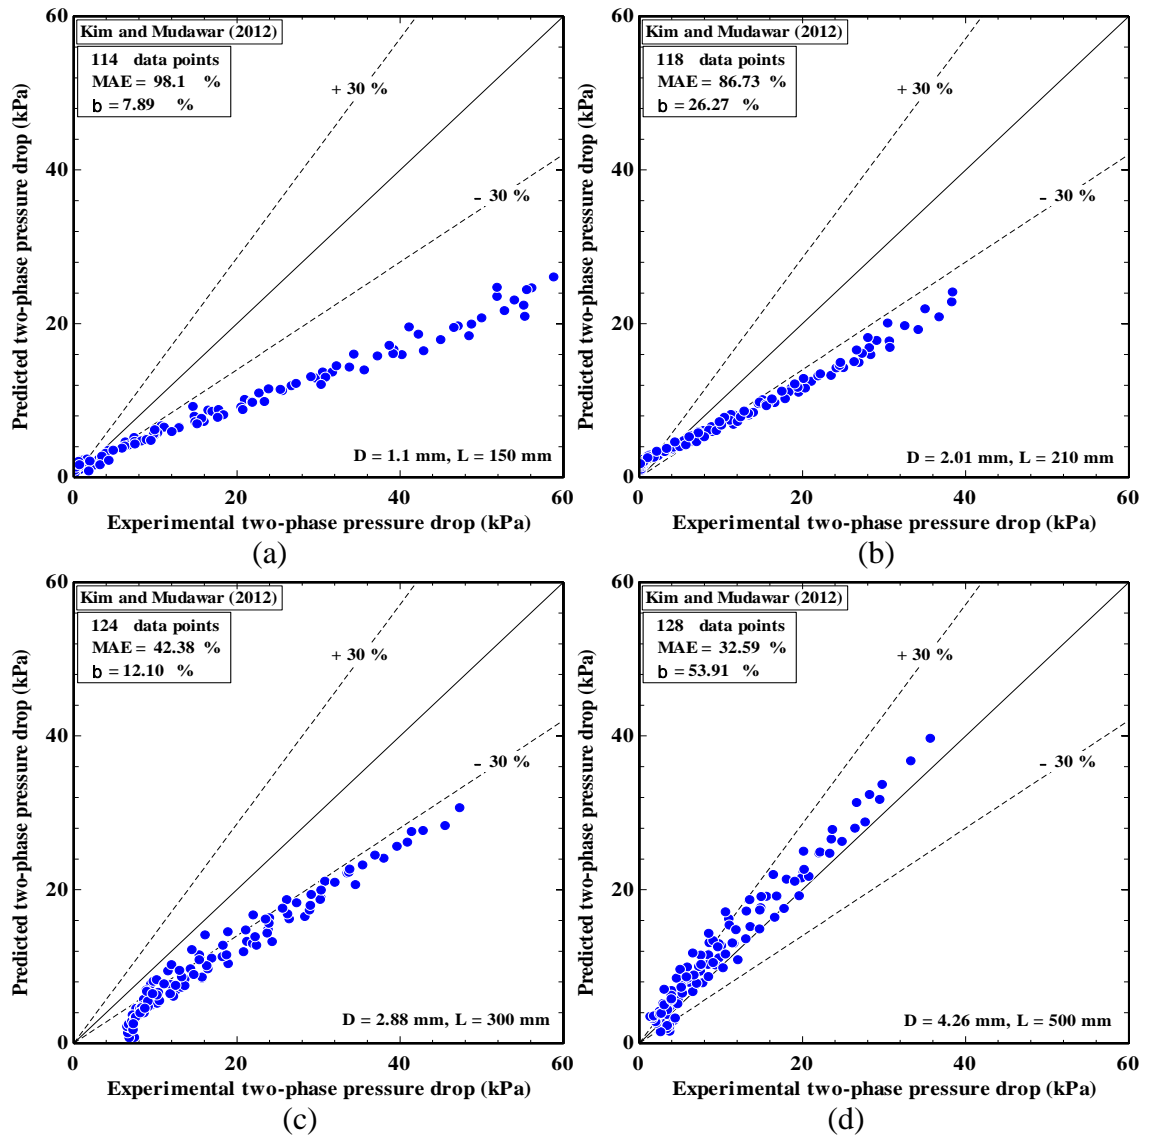 Kim and Mudawar (2012)
114 data points
MAE = 98.1 %
b = 7.89 %
+ 30 %
- 30 %
D = 1.1 mm, L = 150 mm
Predicted two-phase pressure drop (kPa)
60
40
20
0
0 20 40 60
Experimental two-phase pressure drop (kPa)
(a)
Kim and Mudawar (2012)
118 data points
MAE = 86.73 %
b = 26.27 %
+ 30 %
- 30 %
D = 2.01 mm, L = 210 mm
Predicted two-phase pressure drop (kPa)
60
40
20
0
0 20 40 60
Experimental two-phase pressure drop (kPa)
(b)
Kim and Mudawar (2012)
124 data points
MAE = 42.38 %
b = 12.10 %
+ 30 %
- 30 %
D = 2.88 mm, L = 300 mm
Predicted two-phase pressure drop (kPa)
60
40
20
0
0 20 40 60
Experimental two-phase pressure drop (kPa)
(c)
Kim and Mudawar (2012)
128 data points
MAE = 32.59 %
b = 53.91 %
+ 30 %
- 30 %
D = 4.26 mm, L = 500 mm
Predicted two-phase pressure drop (kPa)
60
40
20
0
0 20 40 60
Experimental two-phase pressure drop (kPa)
(d)